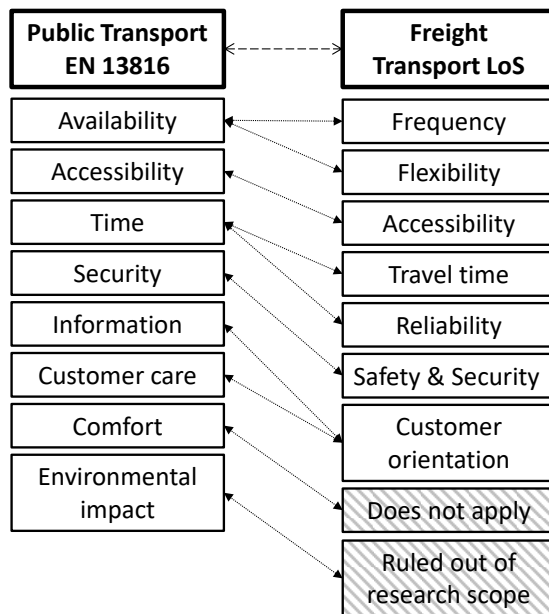 Public Transport
EN 13816
Freight
Transport LoS
Availability
Accessibility
Time
Security
Information
Customer care
Comfort
Environmental
impact
Frequency
Flexibility
Accessibility
Travel time
Reliability
Safety & Security
Customer
orientation
Does not apply
Ruled out of
research scope